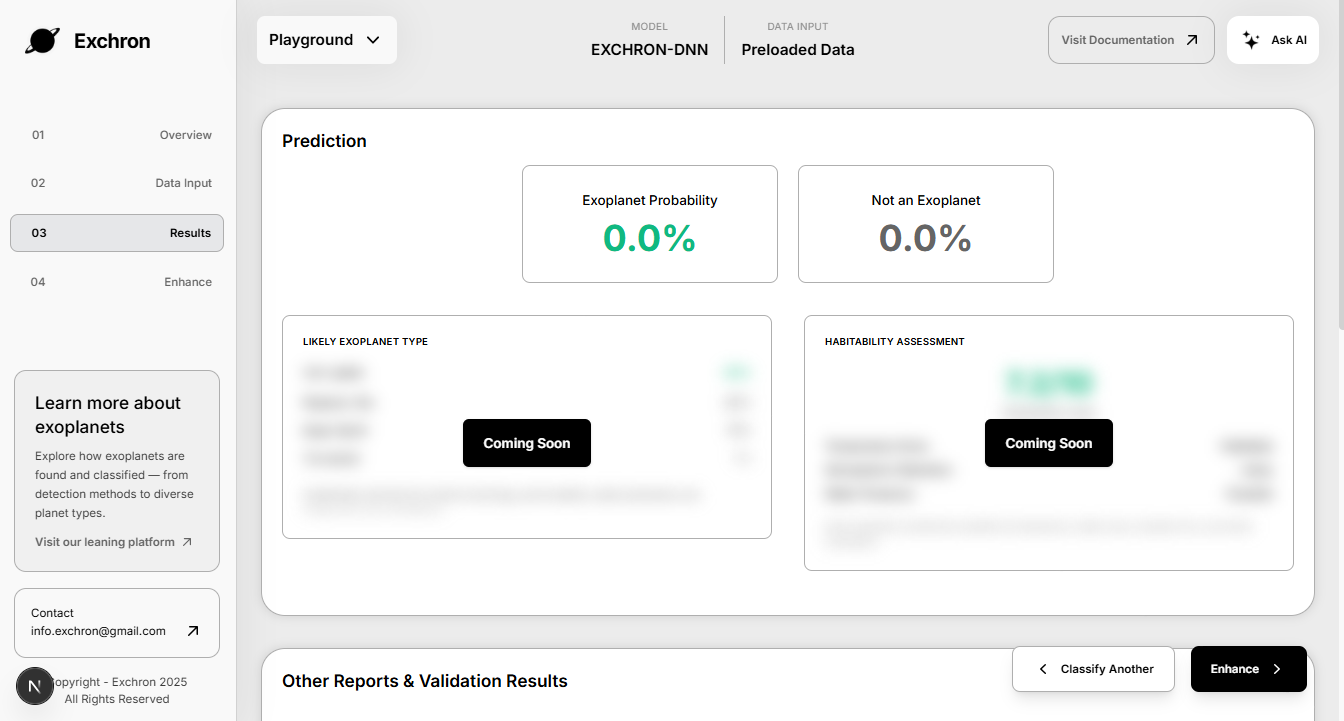 Exchron
Playground
MODEL
EXCHRON-DNN
DATA INPUT
Preloaded Data
Visit Documentation
Ask AI
01 Overview
02 Data Input
03 Results
04 Enhance
Learn more about
exoplanets
Explore how exoplanets are
found and classified — from
detection methods to diverse
planet types.
Visit our leaning platform
Contact
info.exchron@gmail.com
N
opyright - Exchron 2025
All Rights Reserved
Prediction
Exoplanet Probability
0.0%
Not an Exoplanet
0.0%
LIKELY EXOPLANET TYPE
Coming Soon
HABITABILITY ASSESSMENT
Coming Soon
Other Reports & Validation Results
Classify Another
Enhance